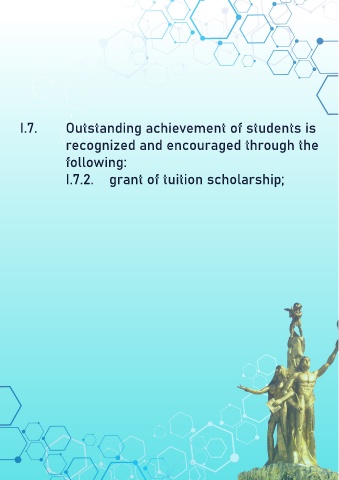 I.7. Outstanding achievement of students is
recognized and encouraged through the
following:
I.7.2. grant of tuition scholarship;